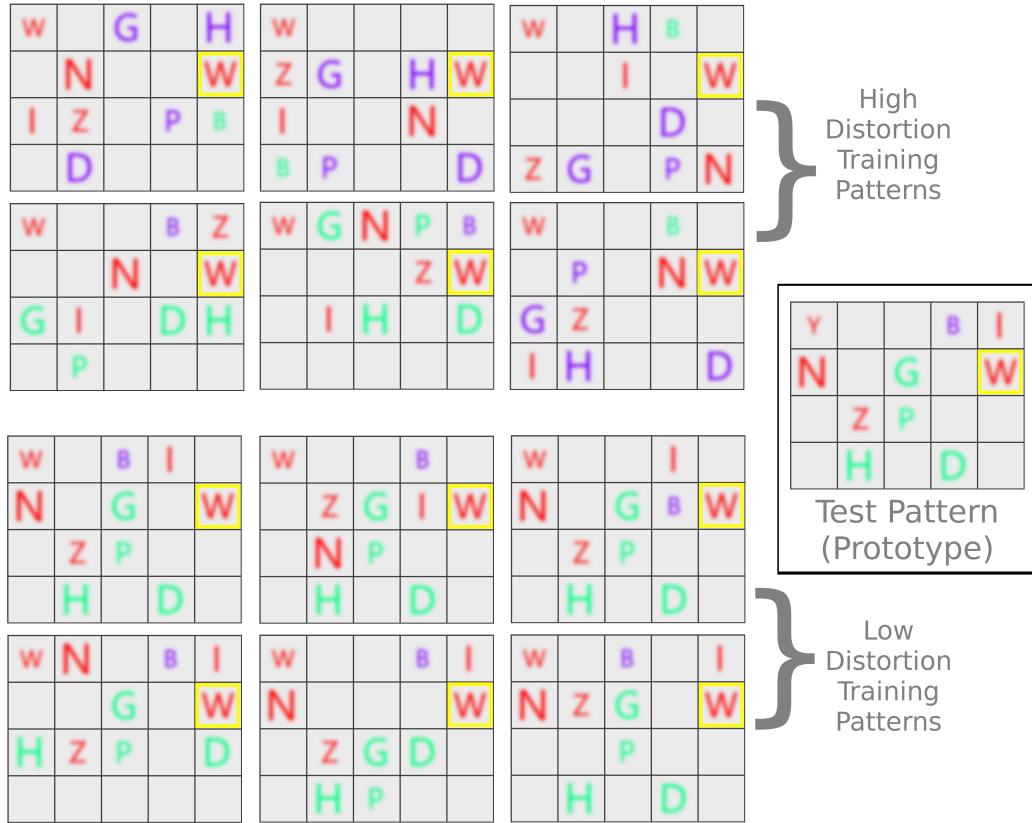 W G H
N W
I Z P B
D
W
Z G H W
I N
B P D
W H B
I W
D
Z G P N
High
Distortion
Training
Patterns
W B Z
N W
G I D H
P
W G N P B
Z W
I H D
W B
P N W
G Z
I H D
Y B I
N G W
Z P
H D
Test Pattern
(Prototype)
W B I
N G W
Z P
H D
W B
Z G I W
N P
H D
W I
N G B W
Z P
H D
Low
Distortion
Training
Patterns
W N B I
G W
H Z P D
W B I
N W
Z G D
H P
W B I
N Z G W
P
H D